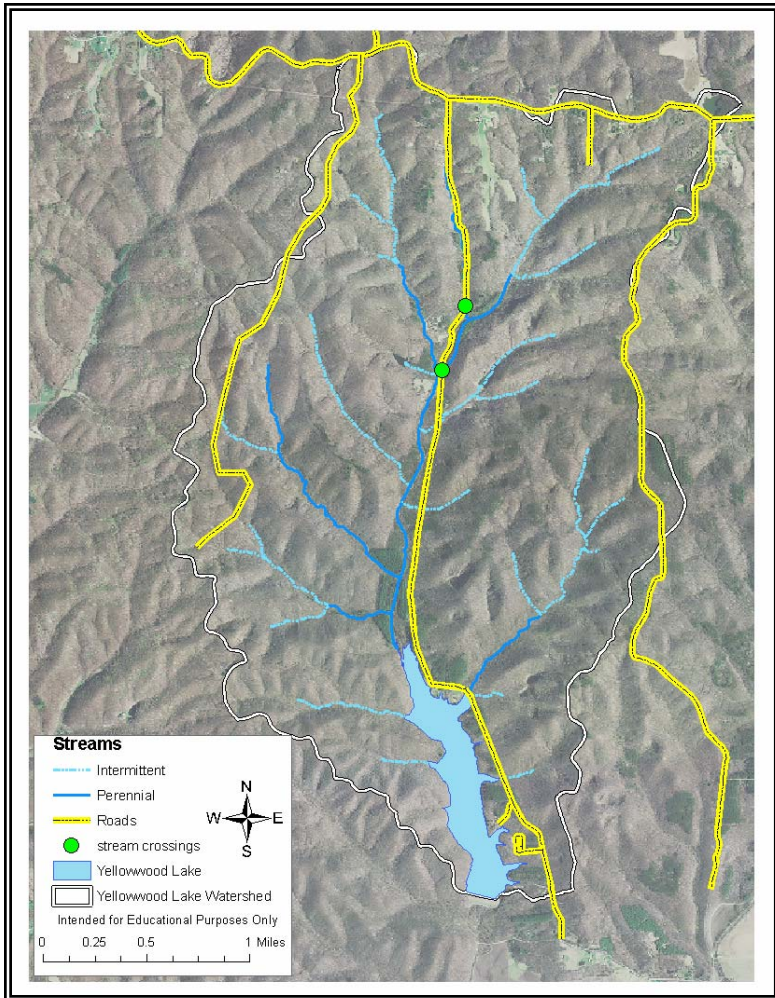 Streams
Intermittent
Perennial
Roads
stream crossings
Yellowwood Lake
Yellowwood Lake Watershed
N
W E
S
Intended for Educational Purposes Only
0 0.25 0.5 1 Miles